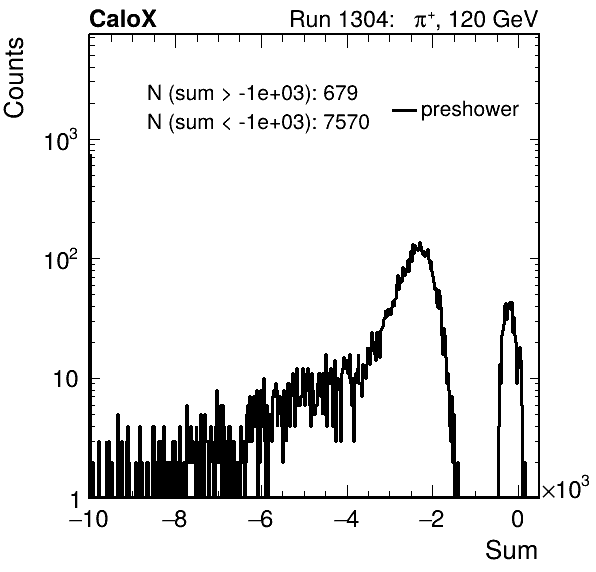 CaloX Run 1304: π⁺, 120 GeV
Counts
N (sum > -1e+03): 679
N (sum < -1e+03): 7570
preshower
10³
10²
10
1
−10 −8 −6 −4 −2 0 ×10³
Sum